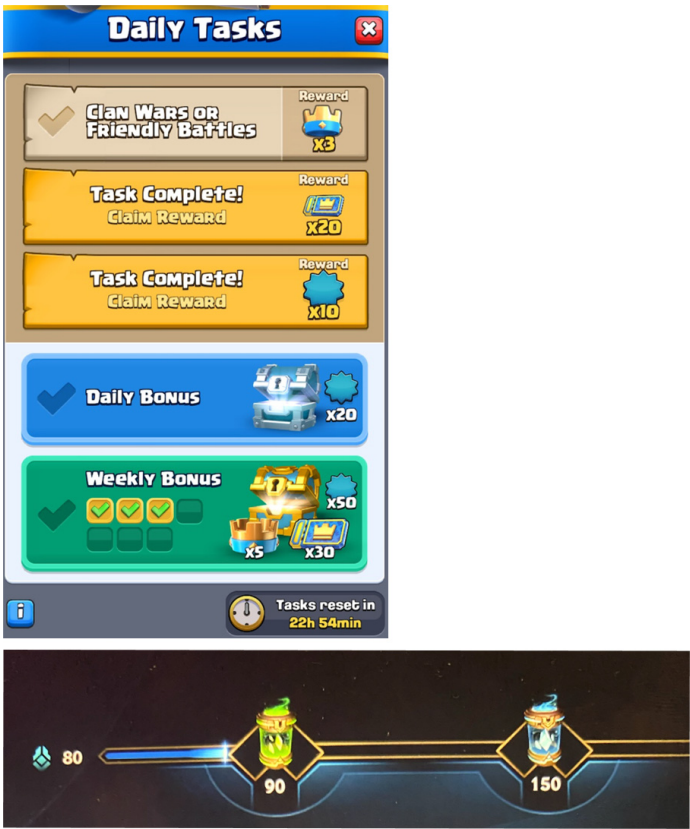 Daily Tasks
Clan Wars or
Friendly Battles
Reward
x3
Task Complete!
Claim Reward
Reward
x20
Task Complete!
Claim Reward
Reward
x10
Daily Bonus
x20
Weekly Bonus
x50
x5
x30
i
Tasks reset in
22h 54min
80
90
150